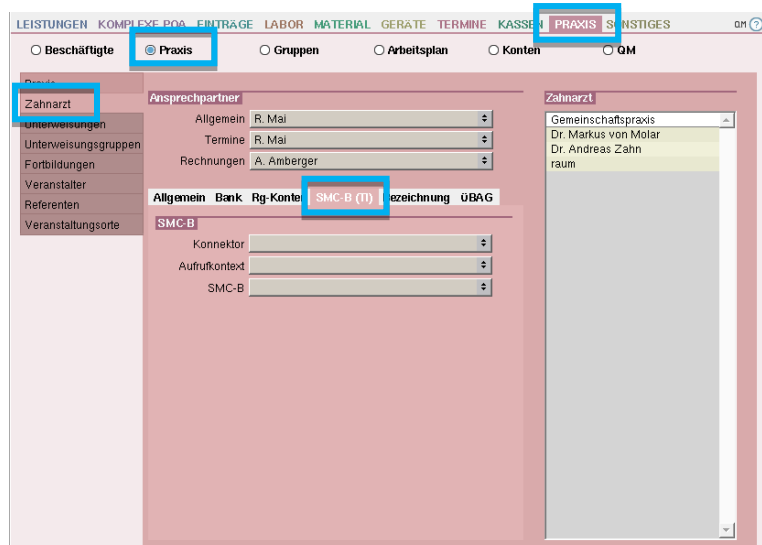 LEISTUNGEN KOMPLEXE POA EINTRÄGE LABOR MATERIAL GERÄTE TERMINE KASSEN PRAXIS SONSTIGES QM ?
Beschäftigte Praxis Gruppen Arbeitsplan Konten QM
Praxis
Zahnarzt
Unterweisungen
Unterweisungsgruppen
Fortbildungen
Veranstalter
Referenten
Veranstaltungsorte
Ansprechpartner
Allgemein R. Mai
Termine R. Mai
Rechnungen A. Amberger
Allgemein Bank Rg-Konten SMC-B (TI) Bezeichnung ÜBAG
SMC-B
Konnektor
Aufrufkontext
SMC-B
Zahnarzt
Gemeinschaftspraxis
Dr. Markus von Molar
Dr. Andreas Zahn
raum